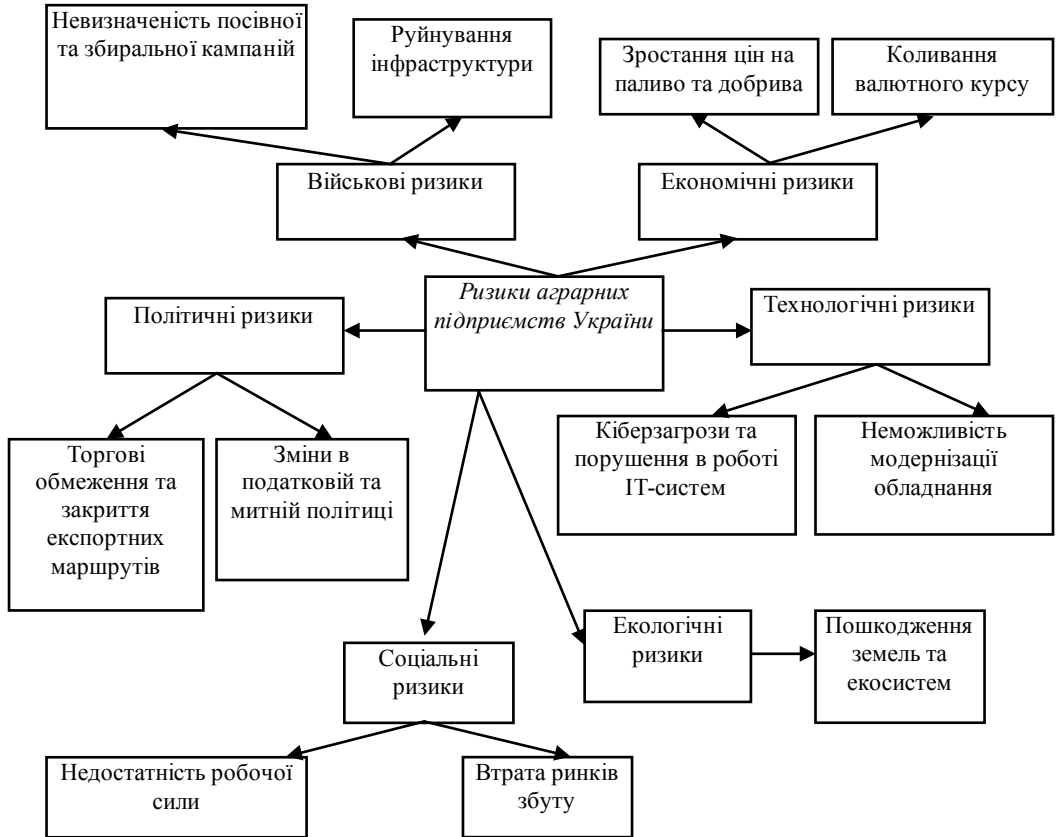 Невизначеність посівної
та збиральної кампаній
Руйнування
інфраструктури
Зростання цін на
паливо та добрива
Коливання
валютного курсу
Військові ризики
Економічні ризики
Політичні ризики
Ризики аграрних
підприємств України
Технологічні ризики
Торгові
обмеження та
закриття
експортних
маршрутів
Зміни в
податковій та
митній політиці
Кіберзагрози та
порушення в роботі
ІТ-систем
Неможливість
модернізації
обладнання
Соціальні
ризики
Екологічні
ризики
Пошкодження
земель та
екосистем
Недостатність робочої
сили
Втрата ринків
збуту